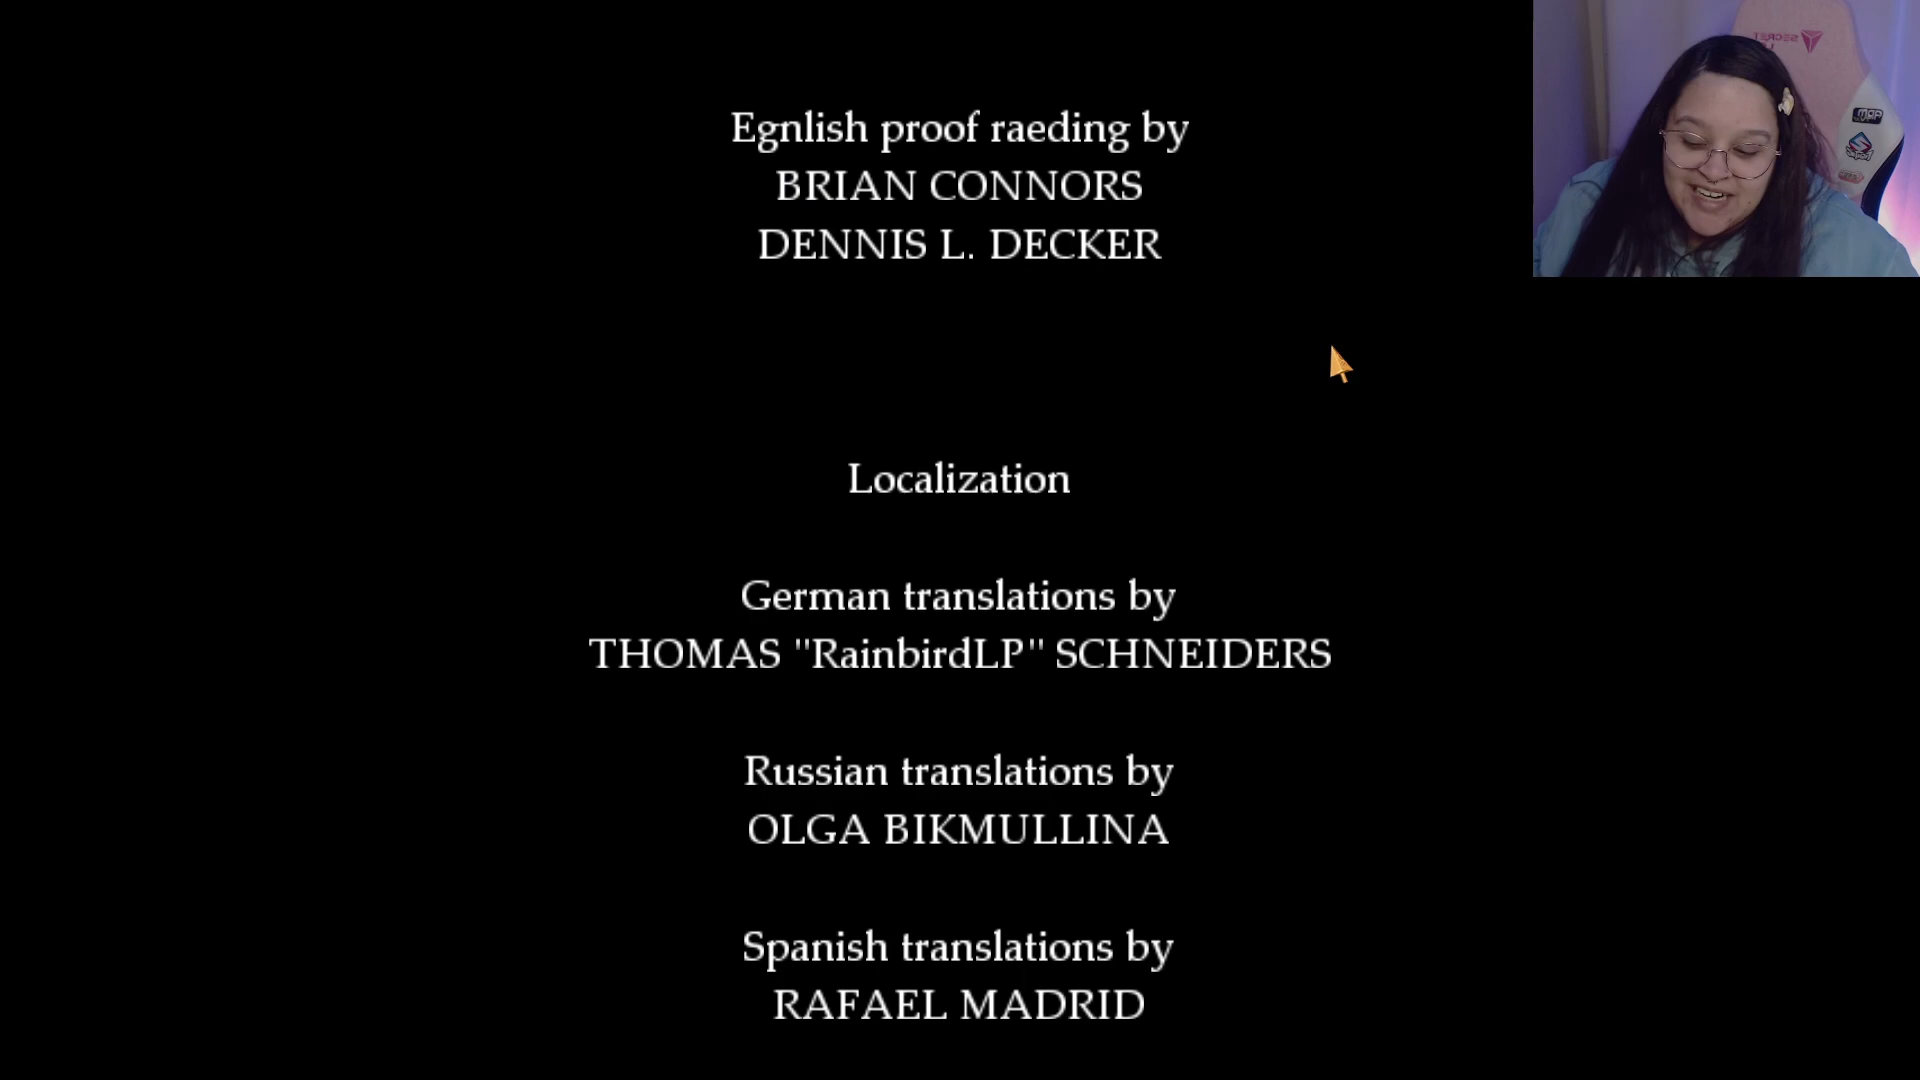 Egnlish proof raeding by
BRIAN CONNORS
DENNIS L. DECKER
Localization
German translations by
THOMAS "RainbirdLP" SCHNEIDERS
Russian translations by
OLGA BIKMULLINA
Spanish translations by
RAFAEL MADRID